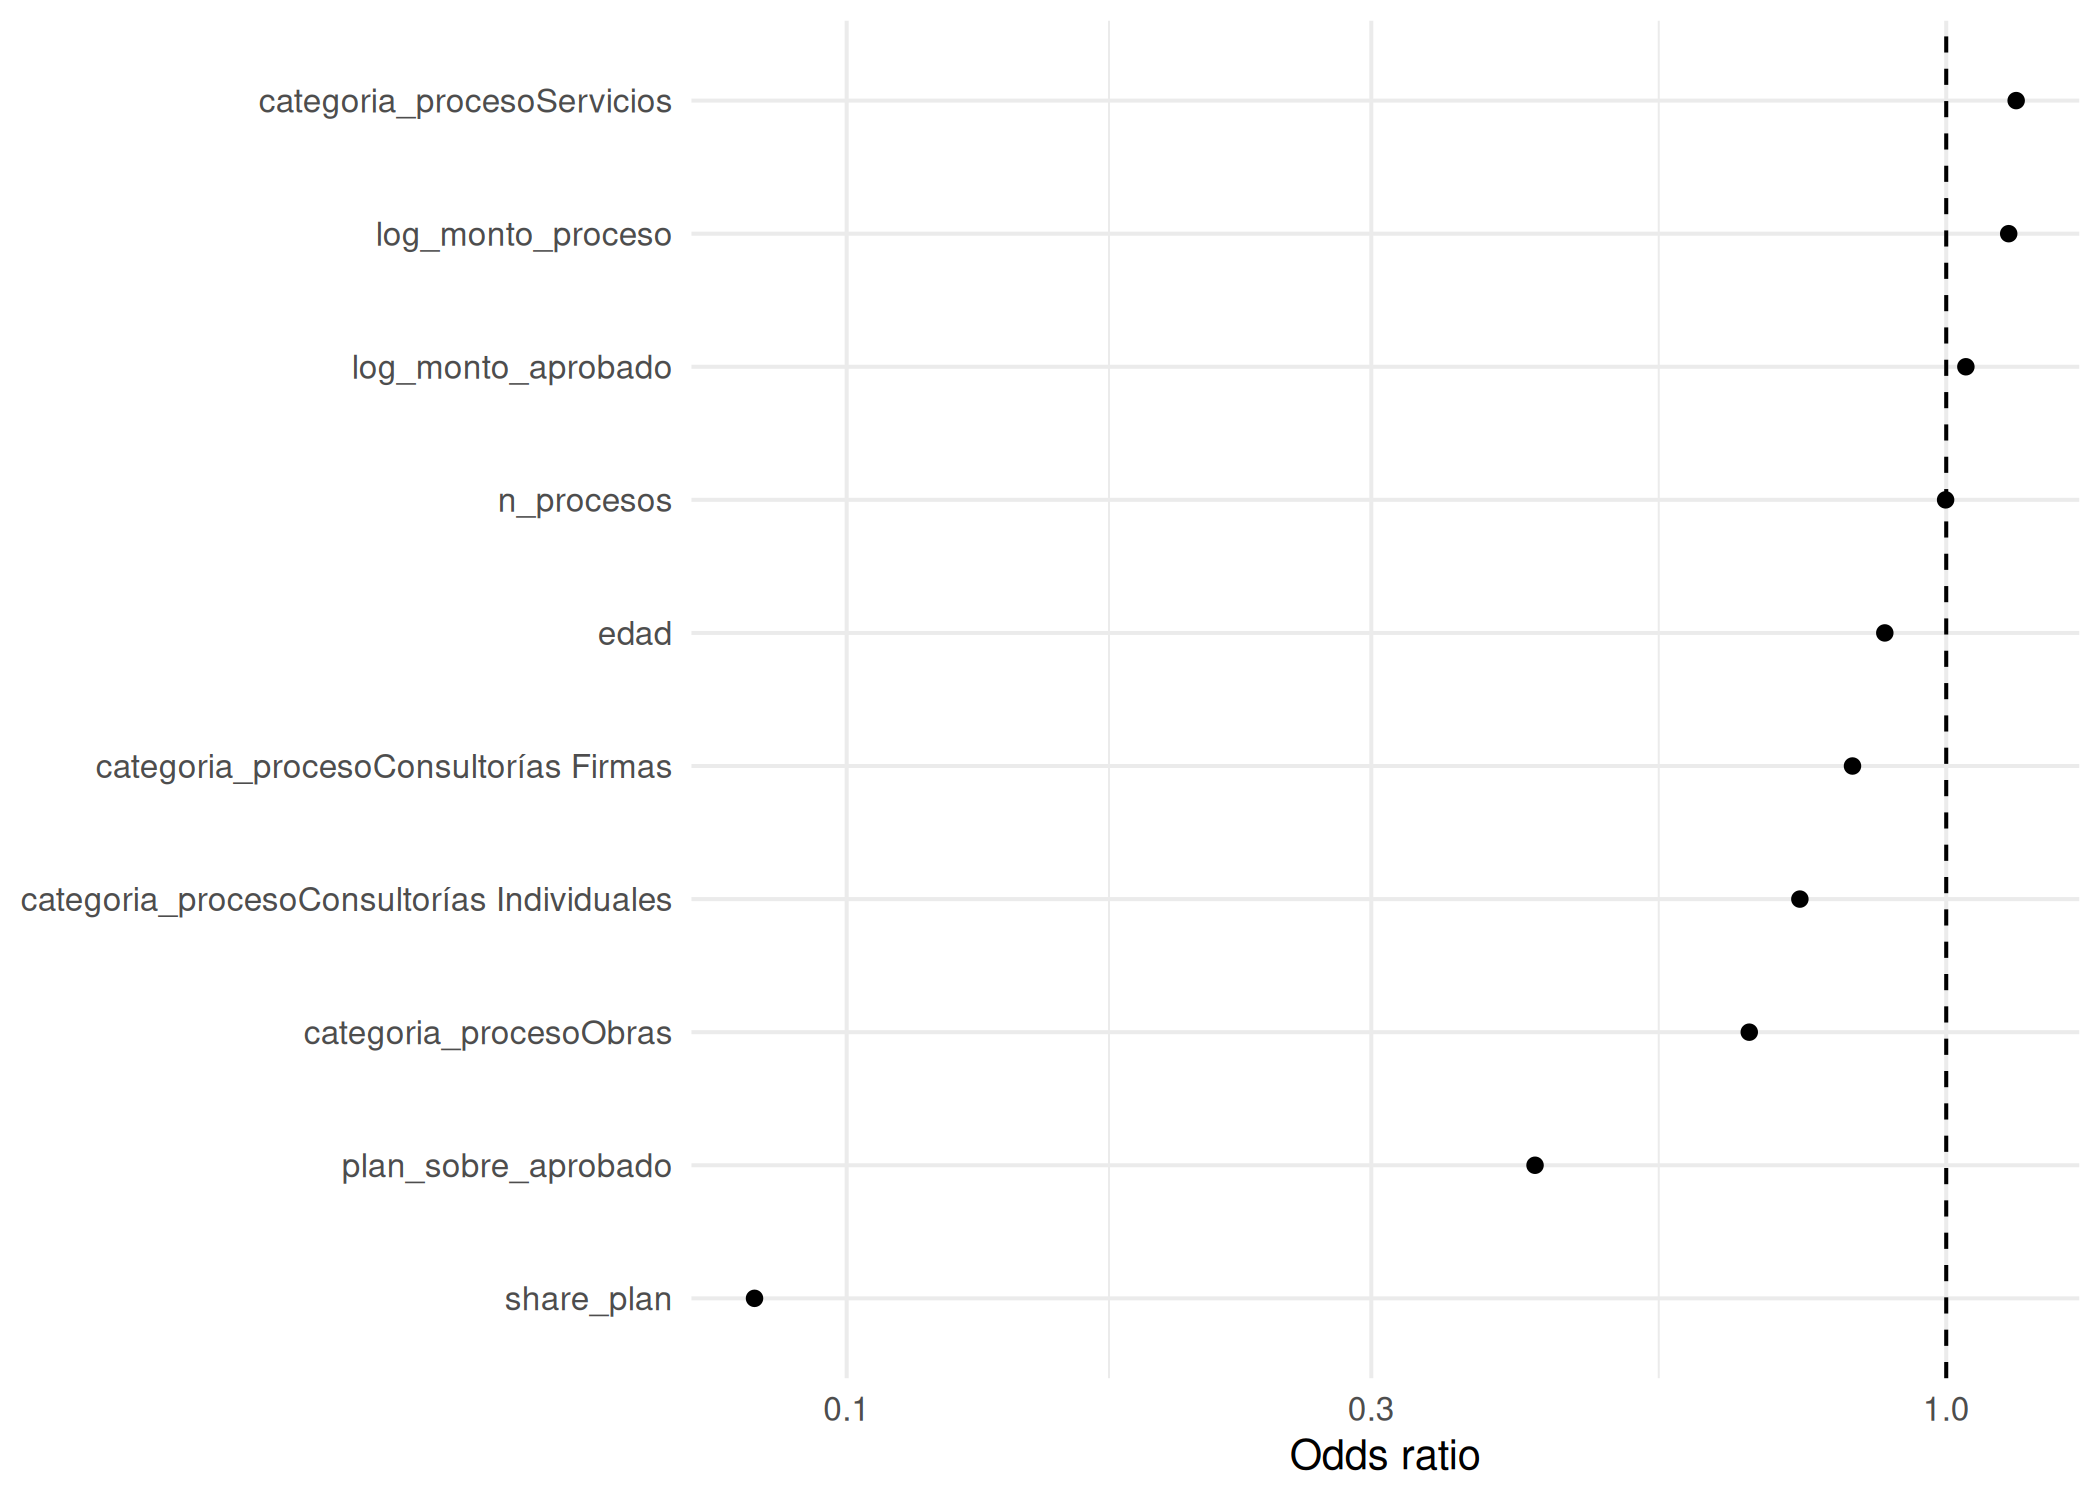 categoria_procesoServicios
log_monto_proceso
log_monto_aprobado
n_procesos
edad
categoria_procesoConsultorías Firmas
categoria_procesoConsultorías Individuales
categoria_procesoObras
plan_sobre_aprobado
share_plan
0.1 0.3 1.0
Odds ratio